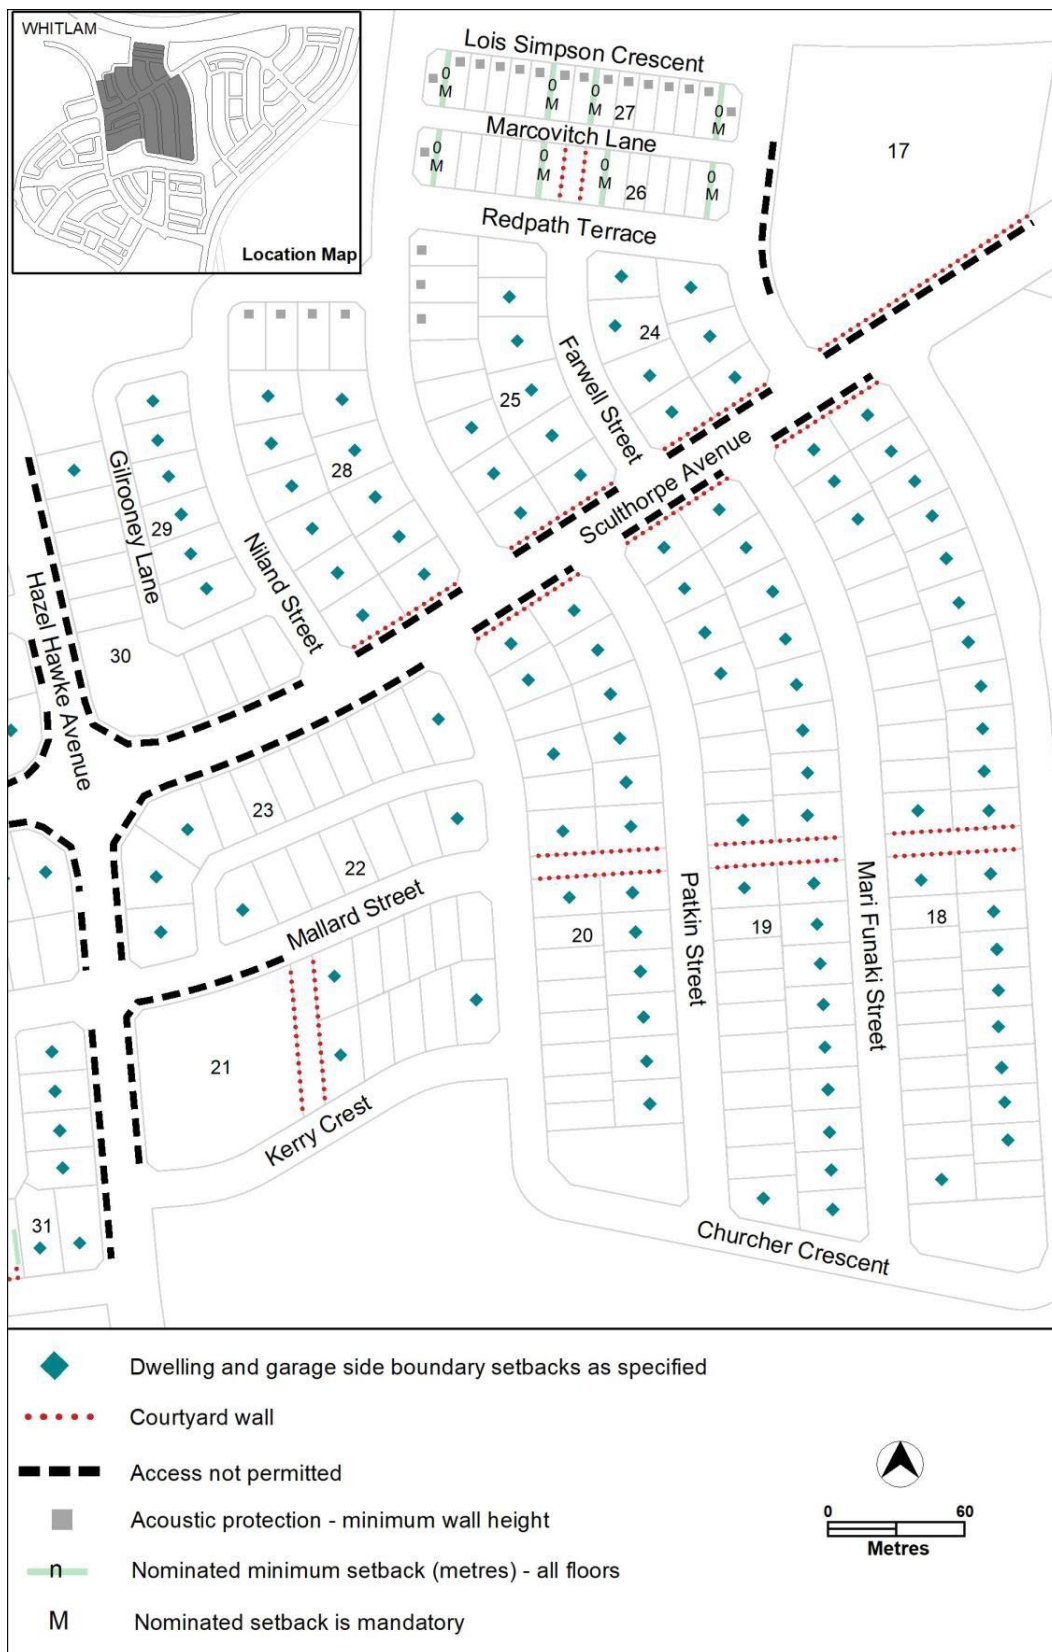 WHITLAM
Location Map
Lois Simpson Crescent
0
M
0
M
0
M
27
0
M
Marcovitch Lane
0
M
0
M
0
M
26
0
M
17
Redpath Terrace
24
Farwell Street
25
28
Gilrooney Lane
29
Niland Street
Sculthorpe Avenue
Hazel Hawke Avenue
30
23
22
Mallard Street
20
Patkin Street
19
Mari Funaki Street
18
21
Kerry Crest
31
Churcher Crescent
Dwelling and garage side boundary setbacks as specified
Courtyard wall
Access not permitted
Acoustic protection - minimum wall height
n Nominated minimum setback (metres) - all floors
M Nominated setback is mandatory
0 60
Metres